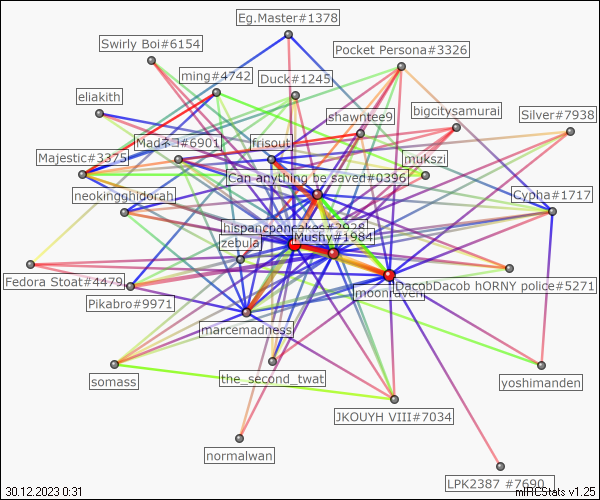 Eg.Master#1378
Swirly Boi#6154
Pocket Persona#3326
ming#4742
Duck#1245
eliakith
shawntee9
bigcitysamurai
Silver#7938
Madネコ#6901
frisout
mukszi
Majestic#3375
Can anything be saved#0396
neokingghidorah
Cypha#1717
hispancpancakes#2928
Mushy#1984
zebula
Fedora Stoat#4479
DacobDacob hORNY police#5271
Pikabro#9971
moonraven
marcemadness
somass
the_second_twat
yoshimanden
JKOUYH VIII#7034
normalwan
LPK2387 #7690
30.12.2023 0:31
mIRCStats v1.25